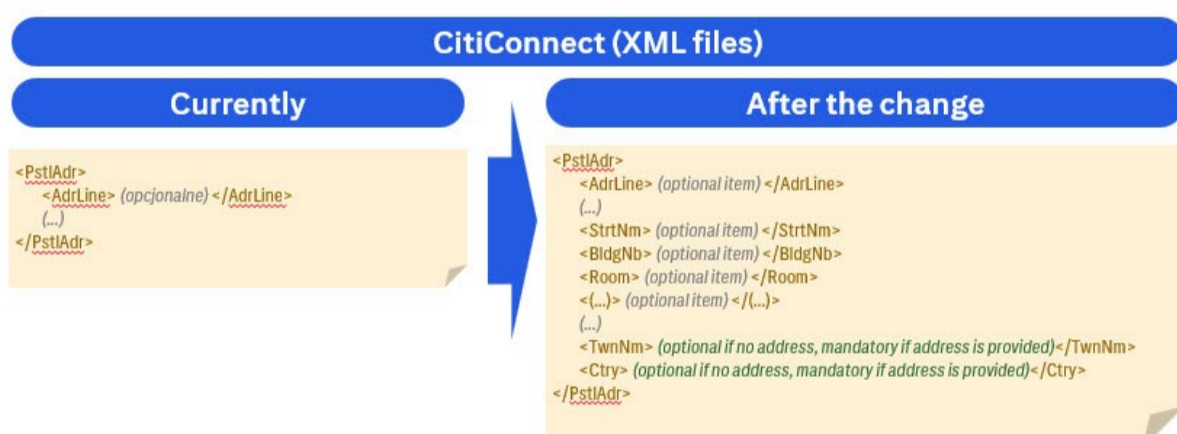 CitiConnect (XML files)
Currently
<PstlAdr>
<AdrLine> (opcjonalne) </AdrLine>
(...)
</PstlAdr>
After the change
<PstlAdr>
<AdrLine> (optional item) </AdrLine>
(...)
<StrtNm> (optional item) </StrtNm>
<BldgNb> (optional item) </BldgNb>
<Room> (optional item) </Room>
<(...)> (optional item) </(...)>
(...)
<TwnNm> (optional if no address, mandatory if address is provided)</TwnNm>
<Ctry> (optional if no address, mandatory if address is provided)</Ctry>
</PstlAdr>